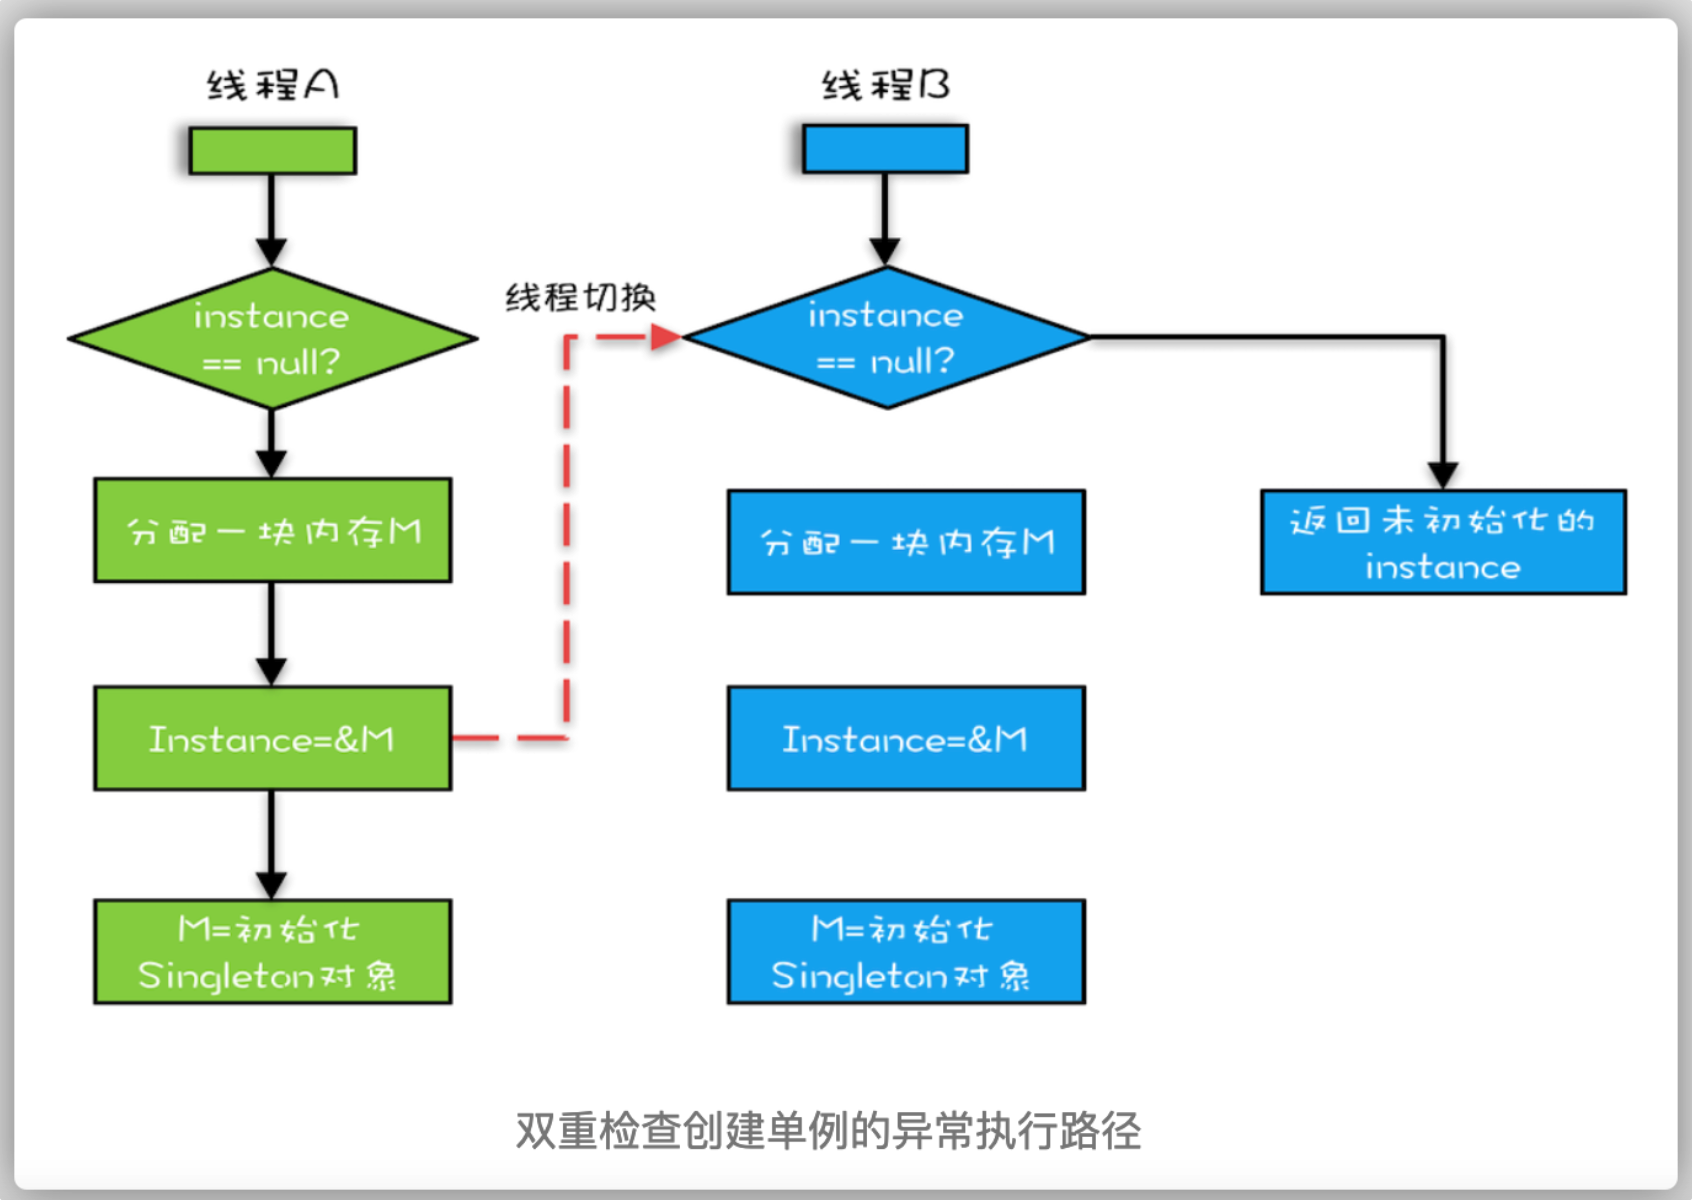 线程A
instance
== null?
分配一块内存M
Instance=&M
M=初始化
Singleton对象
线程切换
线程B
instance
== null?
分配一块内存M
Instance=&M
M=初始化
Singleton对象
返回未初始化的
instance
双重检查创建单例的异常执行路径